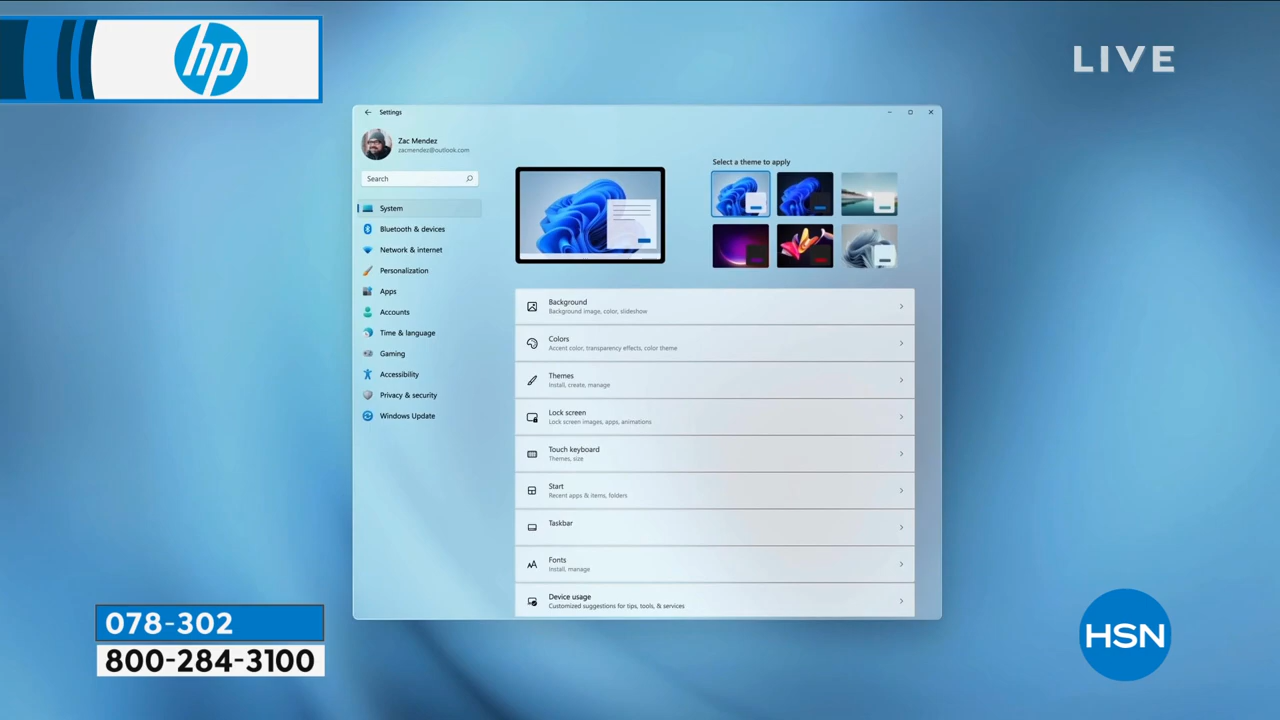 hp
LIVE
Settings
Zac Mendez
zacmendez@outlook.com
Search
System
Bluetooth & devices
Network & internet
Personalization
Apps
Accounts
Time & language
Gaming
Accessibility
Privacy & security
Windows Update
Select a theme to apply
Background
Background image, color, slideshow
Colors
Accent color, transparency effects, color theme
Themes
Install, create, manage
Lock screen
Lock screen images, apps, animations
Touch keyboard
Themes, size
Start
Recent apps & items, folders
Taskbar
Fonts
Install, manage
Device usage
Customized suggestions for tips, tools, & services
078-302
800-284-3100
HSN